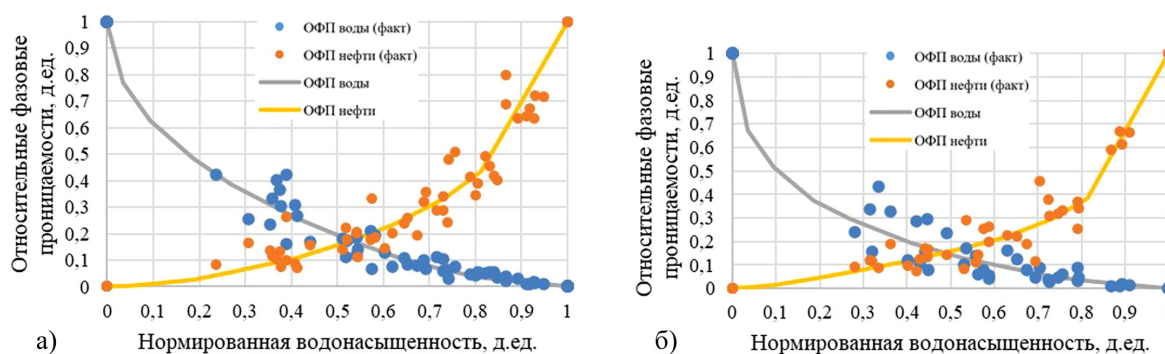 Относительные фазовые
проницаемости, д.ед.
1
0,9
0,8
0,7
0,6
0,5
0,4
0,3
0,2
0,1
0
ОФП воды (факт)
ОФП нефти (факт)
ОФП воды
ОФП нефти
0 0,1 0,2 0,3 0,4 0,5 0,6 0,7 0,8 0,9 1
Нормированная водонасыщенность, д.ед.
а)
Относительные фазовые
проницаемости, д.ед.
1
0,9
0,8
0,7
0,6
0,5
0,4
0,3
0,2
0,1
0
ОФП воды (факт)
ОФП нефти (факт)
ОФП воды
ОФП нефти
0 0,1 0,2 0,3 0,4 0,5 0,6 0,7 0,8 0,9
Нормированная водонасыщенность, д.ед.
б)